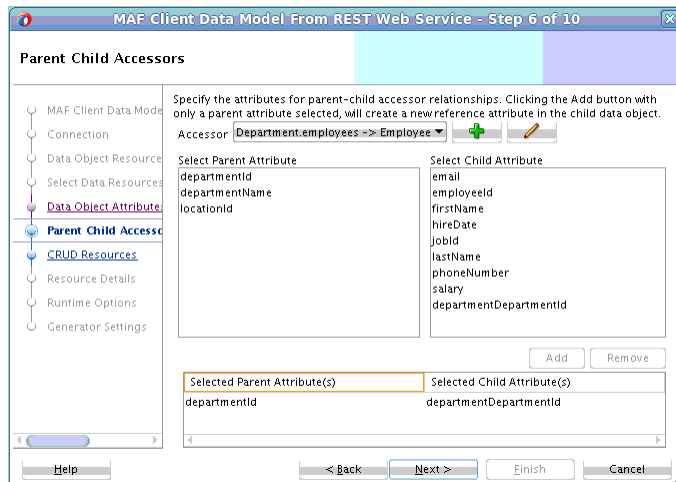 MAF Client Data Model From REST Web Service - Step 6 of 10
Parent Child Accessors
MAF Client Data Mode
Connection
Data Object Resource
Select Data Resources
Data Object Attribute
Parent Child Accesso
CRUD Resources
Resource Details
Runtime Options
Generator Settings
Specify the attributes for parent-child accessor relationships. Clicking the Add button with
only a parent attribute selected, will create a new reference attribute in the child data object.
Accessor Department.employees -> Employee
Select Parent Attribute
departmentId
departmentName
locationId
Select Child Attribute
email
employeeId
firstName
hireDate
jobId
lastName
phoneNumber
salary
departmentDepartmentId
Add Remove
Selected Parent Attribute(s) Selected Child Attribute(s)
departmentId departmentDepartmentId
Help < Back Next > Finish Cancel